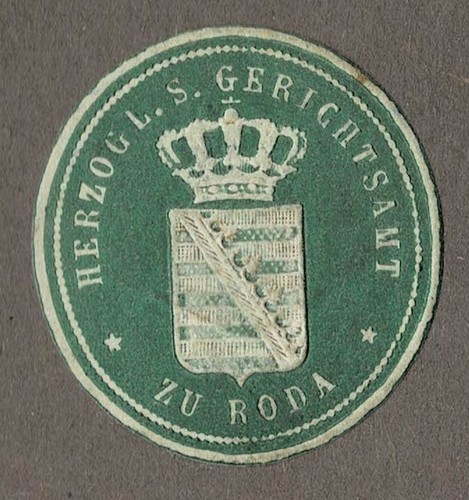 HERZOGL. S. GERICHTSAMT
ZU RODA